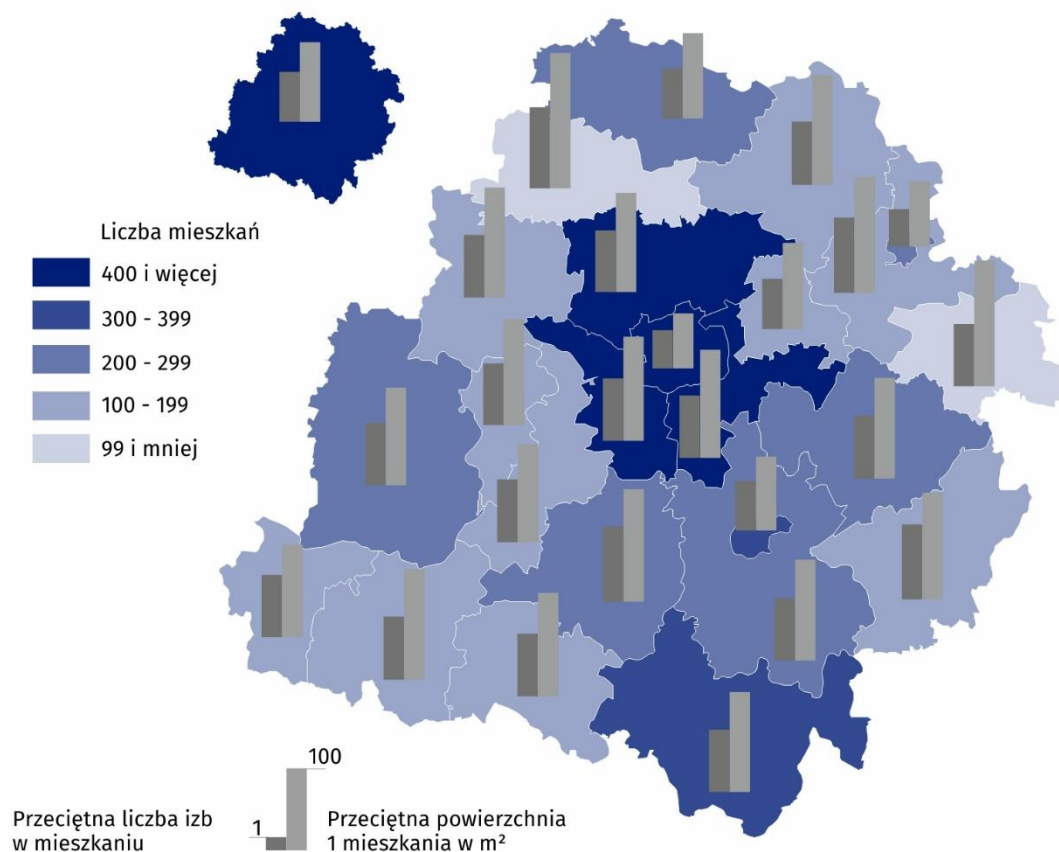 Liczba mieszkań
400 i więcej
300 - 399
200 - 299
100 - 199
99 i mniej
100
Przeciętna liczba izb
w mieszkaniu
1
Przeciętna powierzchnia
1 mieszkania w m²